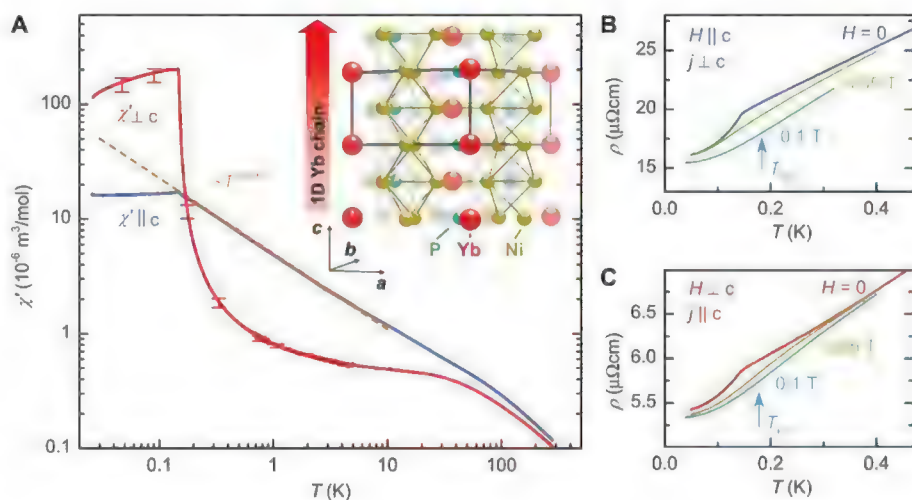 A
100
10
1
0.1
χ' (10⁻⁶ m³/mol)
χ'⊥c
χ'∥c
0.1
1
10
100
T (K)
1D Yb chain
c
b
a
P
Yb
Ni
B
H∥c
H = 0
j⊥c
25
20
15
ρ (μΩcm)
0.1 T
T
0.0
0.2
0.4
T (K)
C
H⊥c
H = 0
j∥c
6.5
6.0
5.5
ρ (μΩcm)
0.1 T
T
0.0
0.2
0.4
T (K)